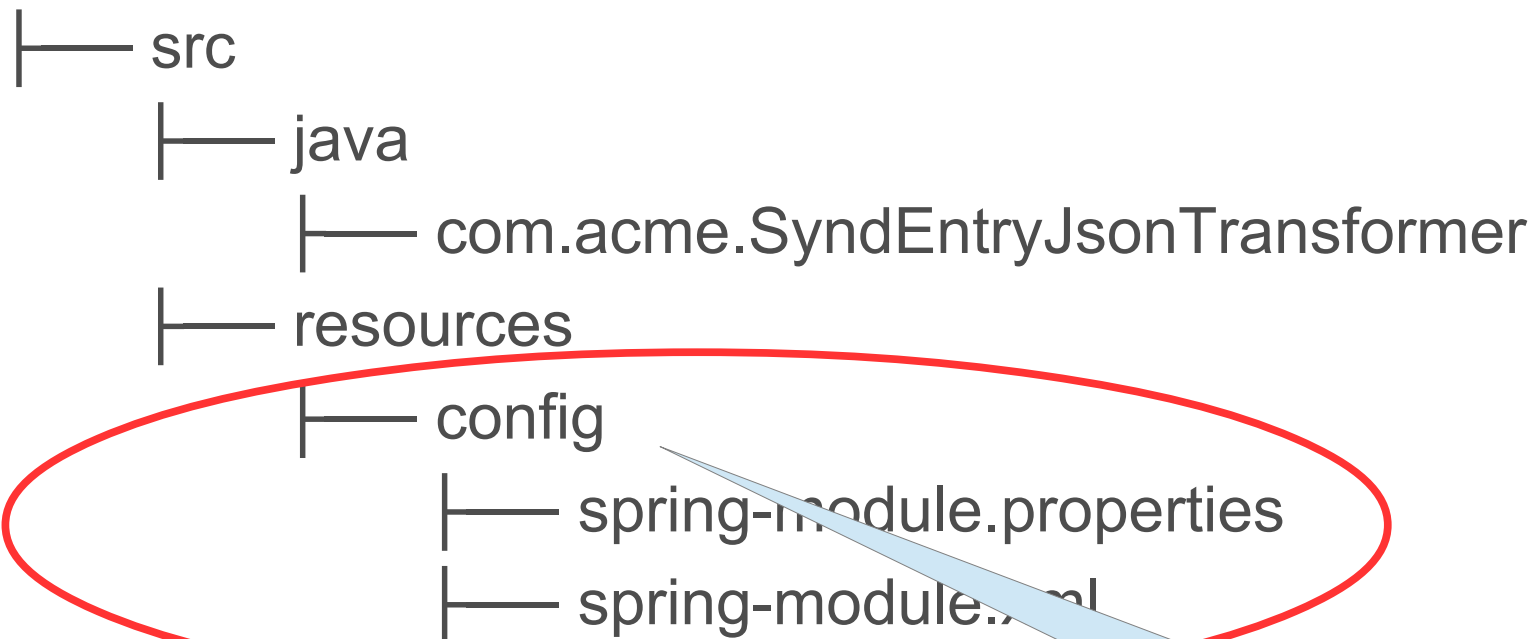 src
java
com.acme.SyndEntryJsonTransformer
resources
config
spring-module.properties
spring-module.xml